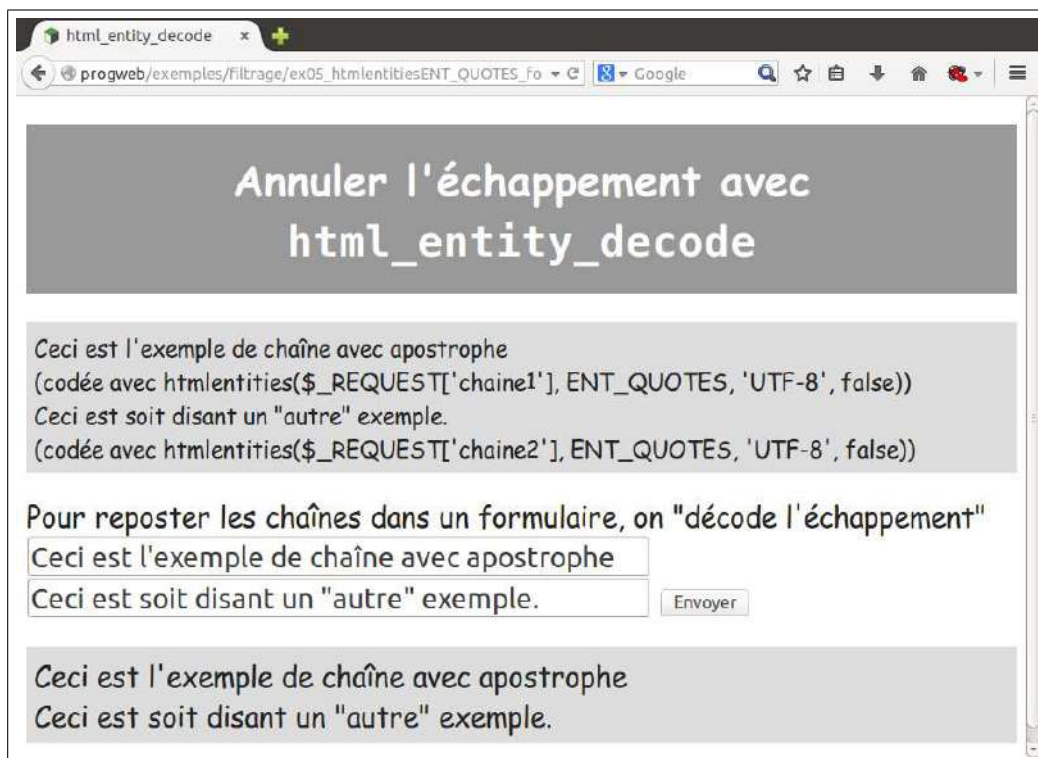 html_entity_decode
progweb/exemples/filtrage/ex05_htmlentitiesENT_QUOTES_fo
Google
Annuler l'échappement avec
html_entity_decode
Ceci est l'exemple de chaîne avec apostrophe
(codée avec htmlentities($_REQUEST['chaine1'], ENT_QUOTES, 'UTF-8', false))
Ceci est soit disant un "autre" exemple.
(codée avec htmlentities($_REQUEST['chaine2'], ENT_QUOTES, 'UTF-8', false))
Pour reposter les chaînes dans un formulaire, on "décode l'échappement"
Ceci est l'exemple de chaîne avec apostrophe
Ceci est soit disant un "autre" exemple.
Envoyer
Ceci est l'exemple de chaîne avec apostrophe
Ceci est soit disant un "autre" exemple.